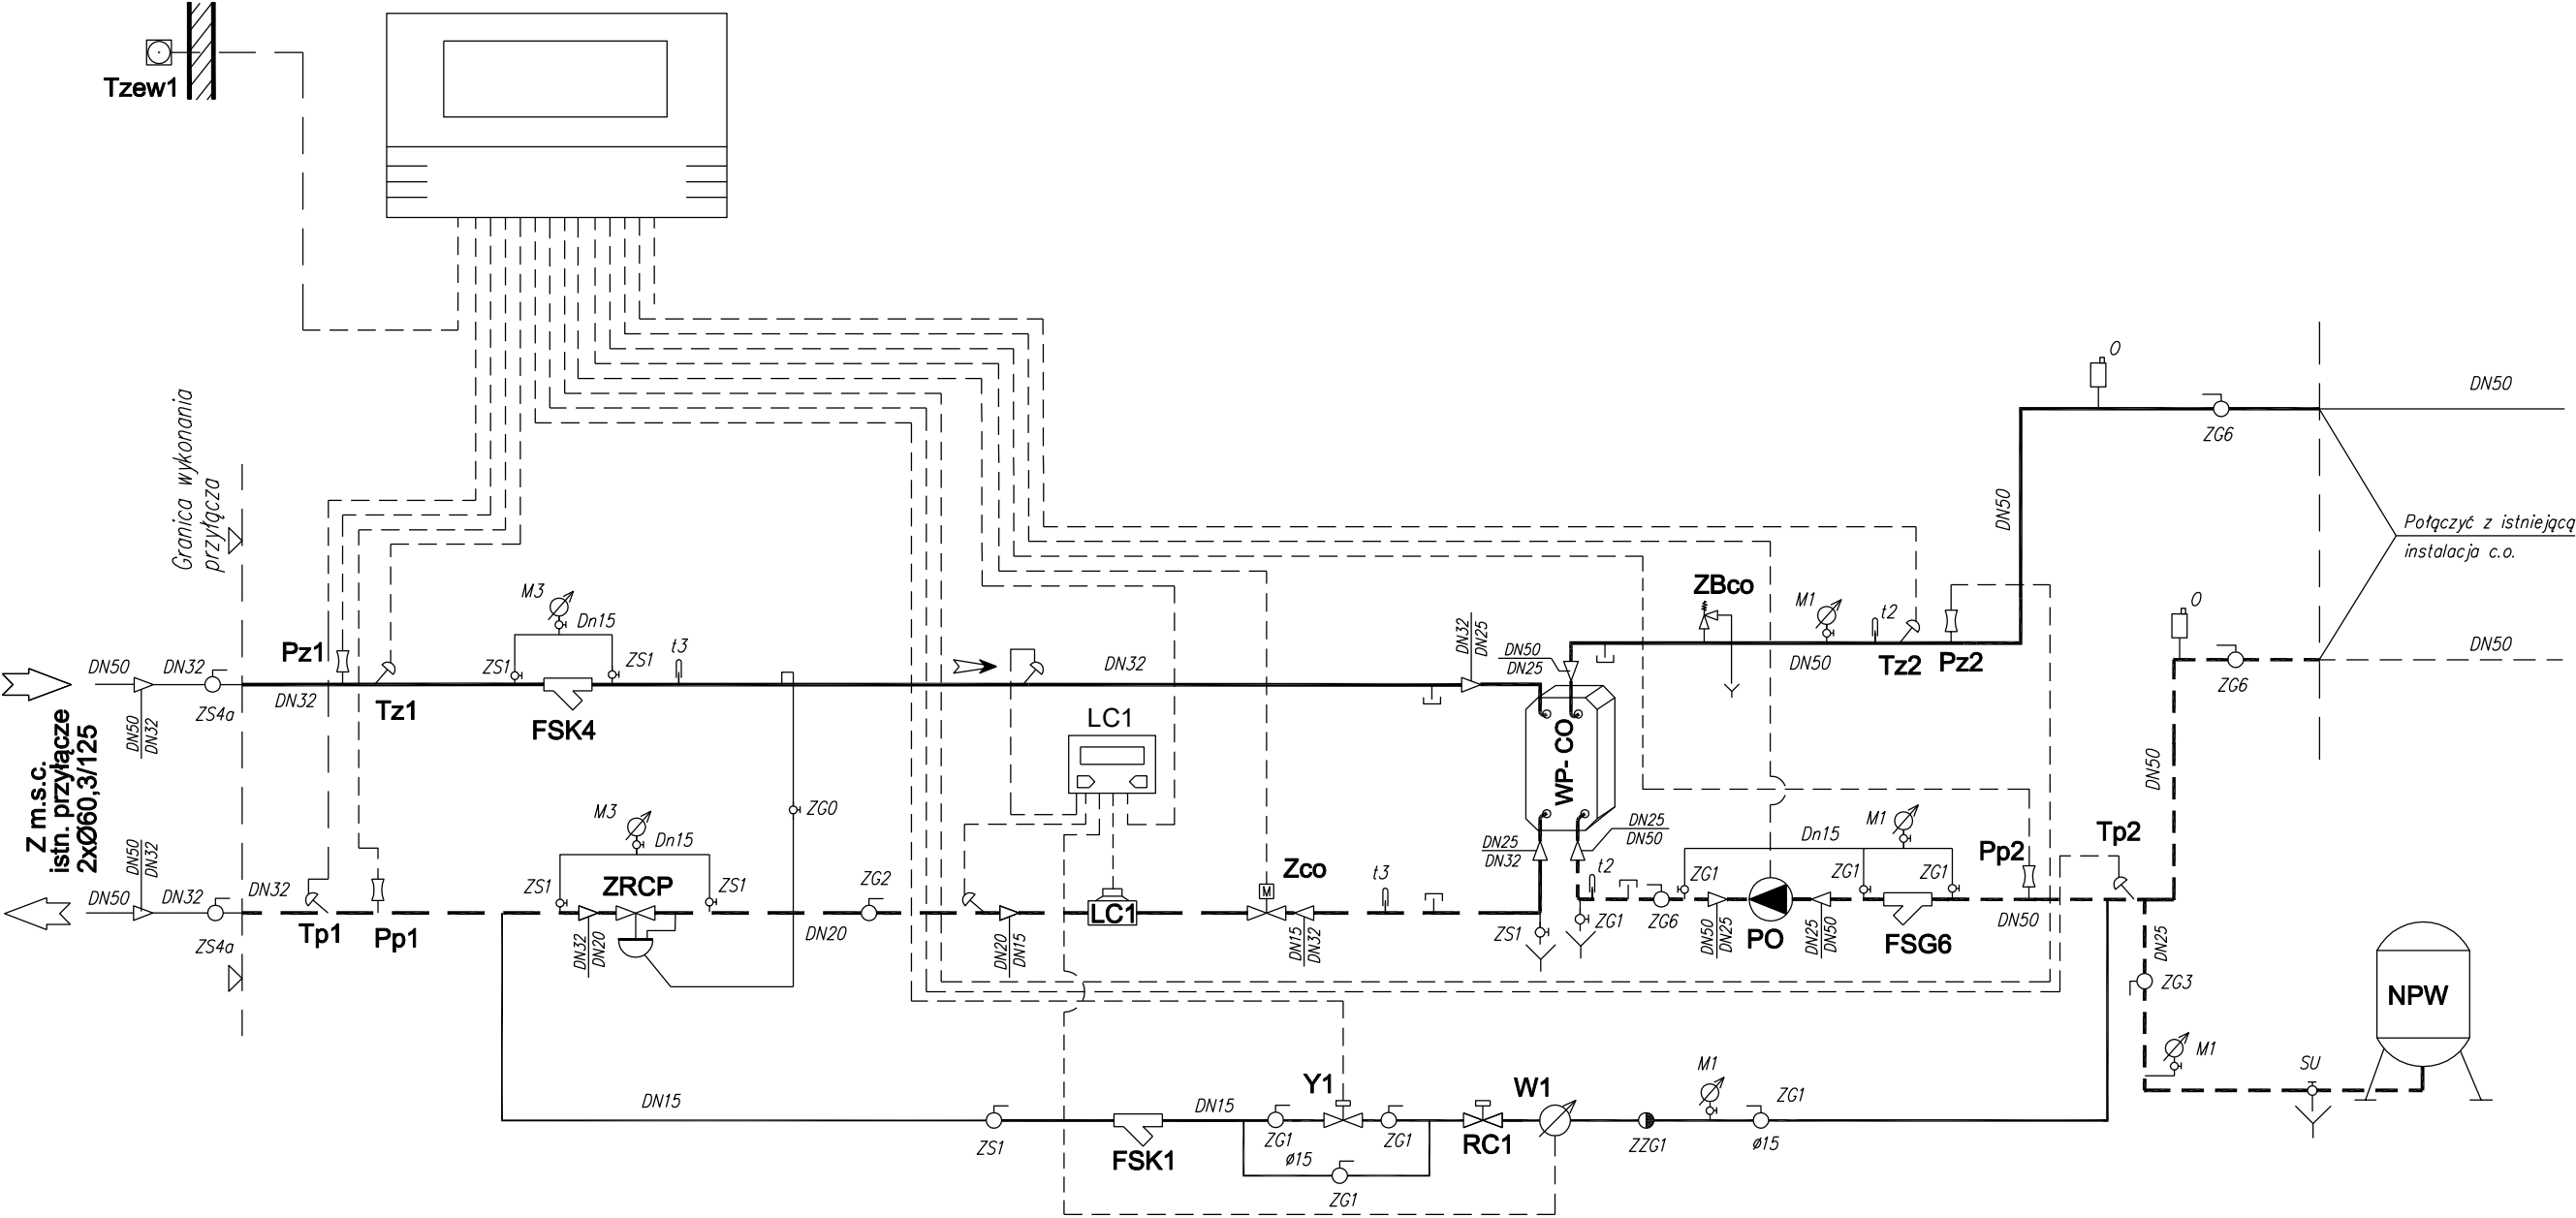 Tzew1
O
DN50
ZG6
Granica wykonania
przyłącza
DN50
Połączyć z istniejącą
instalacja c.o.
M3
Dn15
ZBco
M1
t2
O
DN50
Pz1
ZS1
ZS1
t3
DN32
DN25
DN50
DN25
DN50
Tz2
Pz2
ZG6
DN50
DN32
DN32
DN32
ZS4a
Tz1
FSK4
LC1
DN50
DN32
WP- CO
DN50
Z m.s.c.
istn. przyłącze
2xØ60,3/125
M3
Dn15
ZG0
DN25
DN50
DN25
DN32
M1
Dn15
Tp2
DN50
DN32
DN50
DN32
DN32
ZS1
ZRCP
ZS1
ZG2
Zco
t3
t2
ZG1
ZG1
ZG1
Pp2
ZS4a
Tp1
Pp1
DN32
DN20
DN20
DN20
DN15
LC1
DN15
DN32
ZS1
ZG1
ZG6
DN50
DN25
PO
DN25
DN50
FSG6
DN50
DN25
ZG3
NPW
M1
SU
DN15
ZS1
FSK1
DN15
ZG1
Ø15
Y1
ZG1
ZG1
RC1
W1
ZZG1
M1
ZG1
Ø15
M